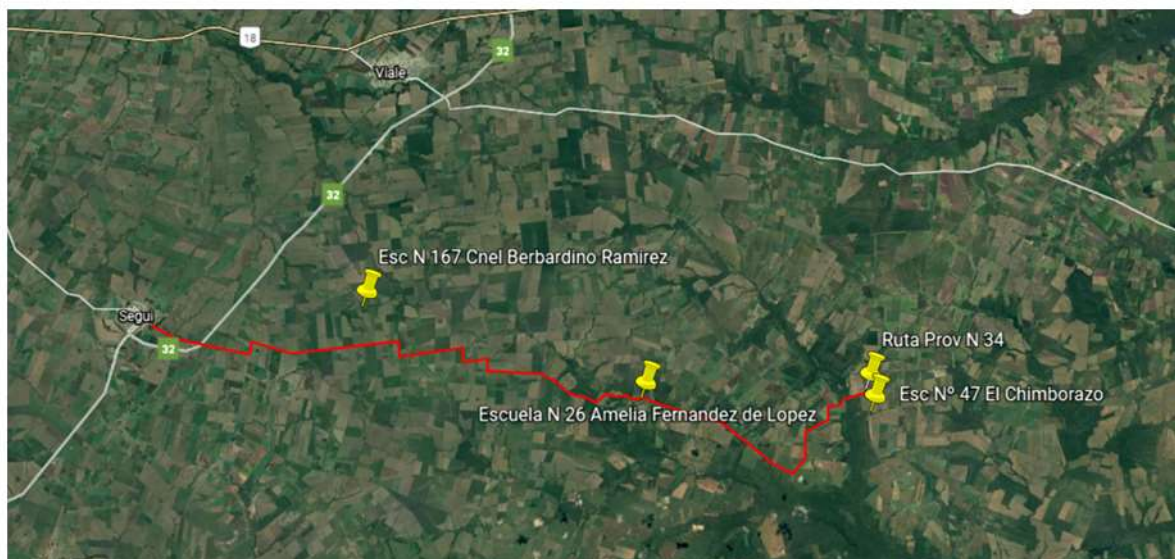 18
32
Viale
32
Esc N 167 Cnel Berbardino Ramirez
Segui
32
Ruta Prov N 34
Esc Nº 47 El Chimborazo
Escuela N 26 Amelia Fernandez de Lopez